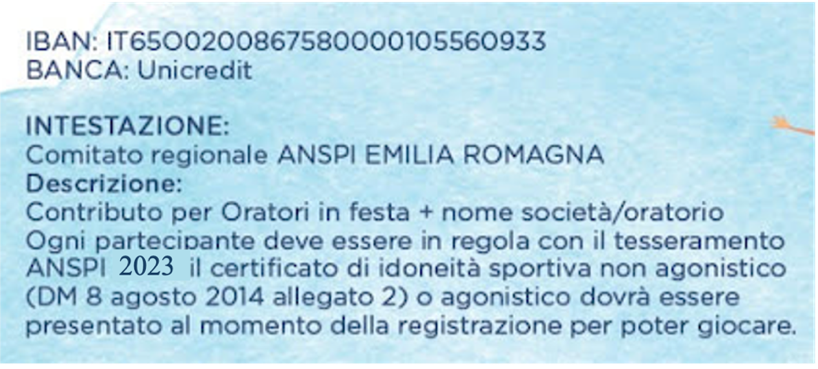 IBAN: IT65O0200867580000105560933
BANCA: Unicredit
INTESTAZIONE:
Comitato regionale ANSPI EMILIA ROMAGNA
Descrizione:
Contributo per Oratori in festa + nome società/oratorio
Ogni partecipante deve essere in regola con il tesseramento
ANSPI 2023 il certificato di idoneità sportiva non agonistico
(DM 8 agosto 2014 allegato 2) o agonistico dovrà essere
presentato al momento della registrazione per poter giocare.